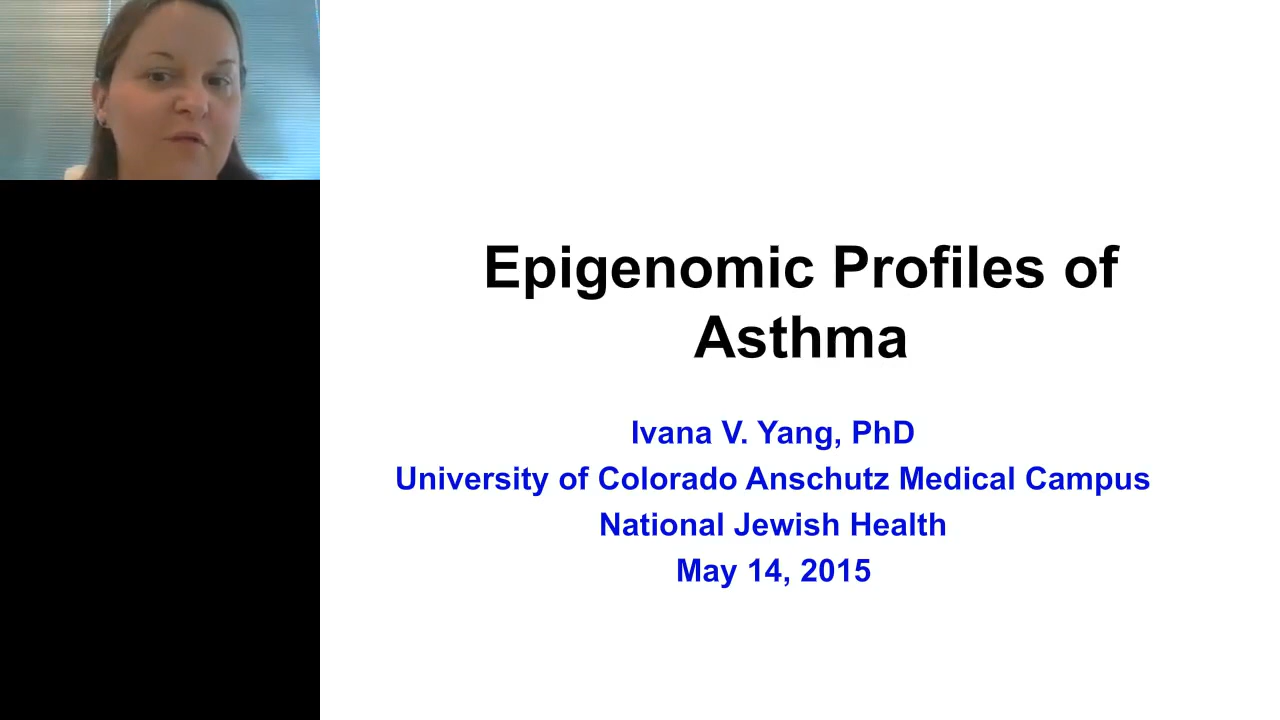 Epigenomic Profiles of
Asthma
Ivana V. Yang, PhD
University of Colorado Anschutz Medical Campus
National Jewish Health
May 14, 2015